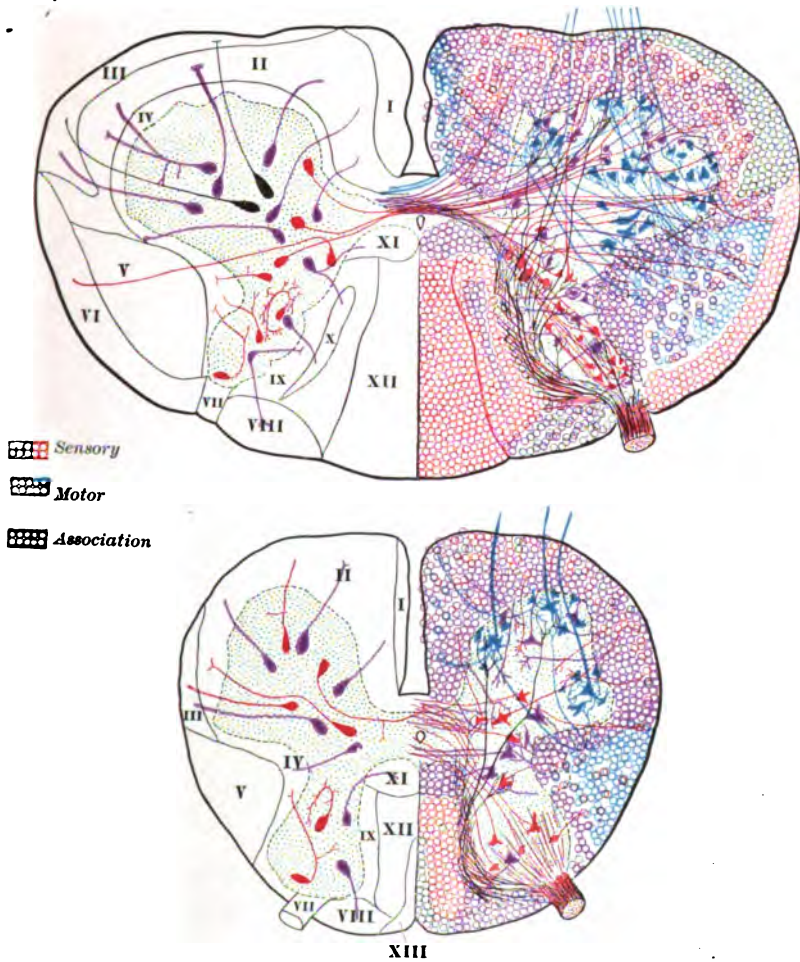 III
II
I
IV
XI
V
VI
X
IX
XII
VII
VIII
Sensory
Motor
Association
II
I
III
IV
XI
V
IX
XII
VII
VIII
XIII